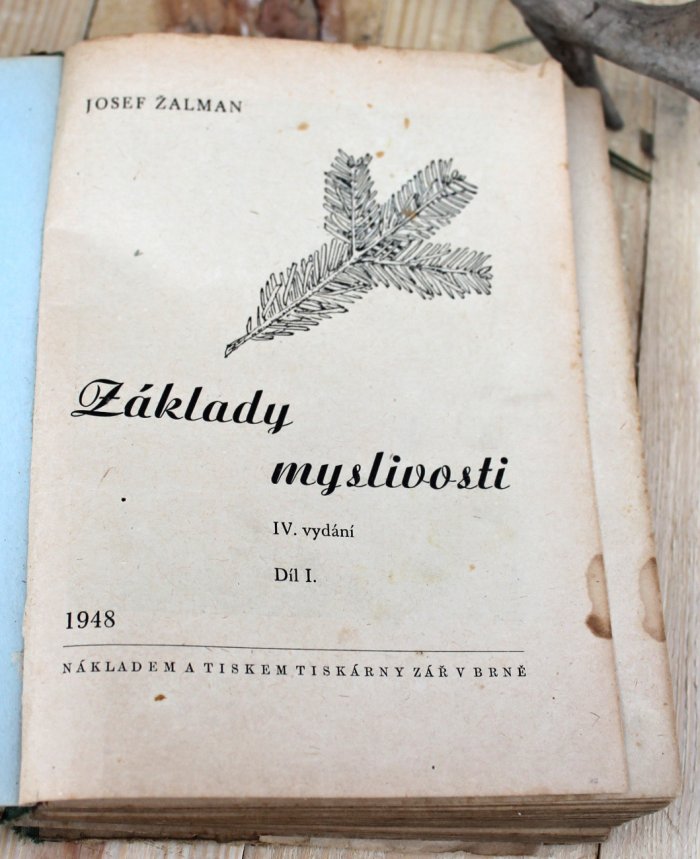 JOSEF ŽALMAN
Základy
myslivosti
IV. vydání
Díl I.
1948
NÁKLADEM A TISKEM TISKÁRNY ZÁŘ V BRNĚ